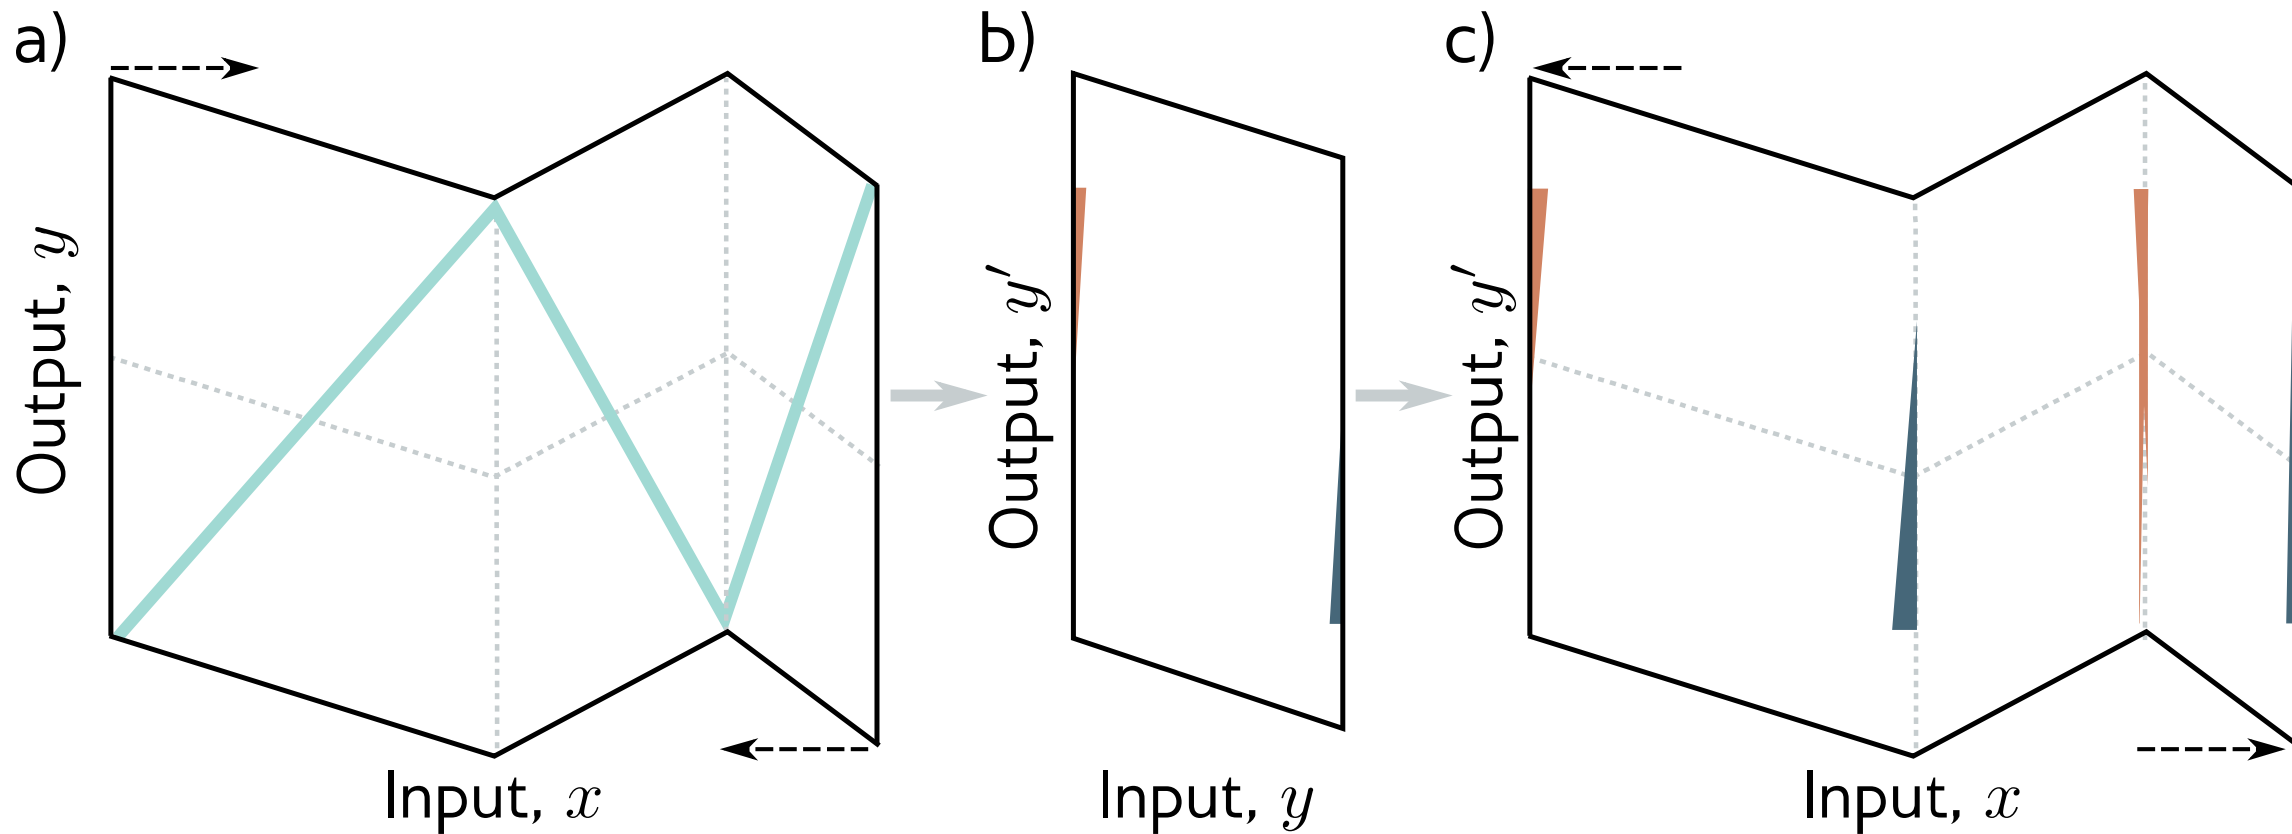 a)
b)
c)
Output, y
Output, y′
Output, y′
Input, x
Input, y
Input, x